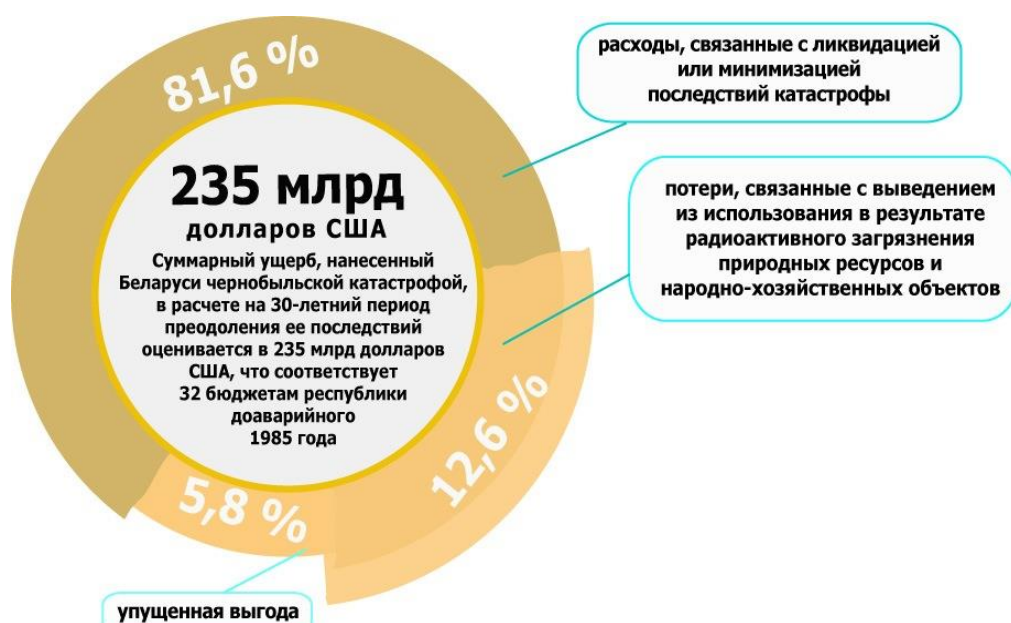 81,6 %
расходы, связанные с ликвидацией
или минимизацией
последствий катастрофы
235 млрд
долларов США
Суммарный ущерб, нанесенный
Беларуси чернобыльской катастрофой,
в расчете на 30-летний период
преодоления ее последствий
оценивается в 235 млрд долларов
США, что соответствует
32 бюджетам республики
доаварийного
1985 года
потери, связанные с выведением
из использования в результате
радиоактивного загрязнения
природных ресурсов и
народно-хозяйственных объектов
12,6 %
5,8 %
упущенная выгода